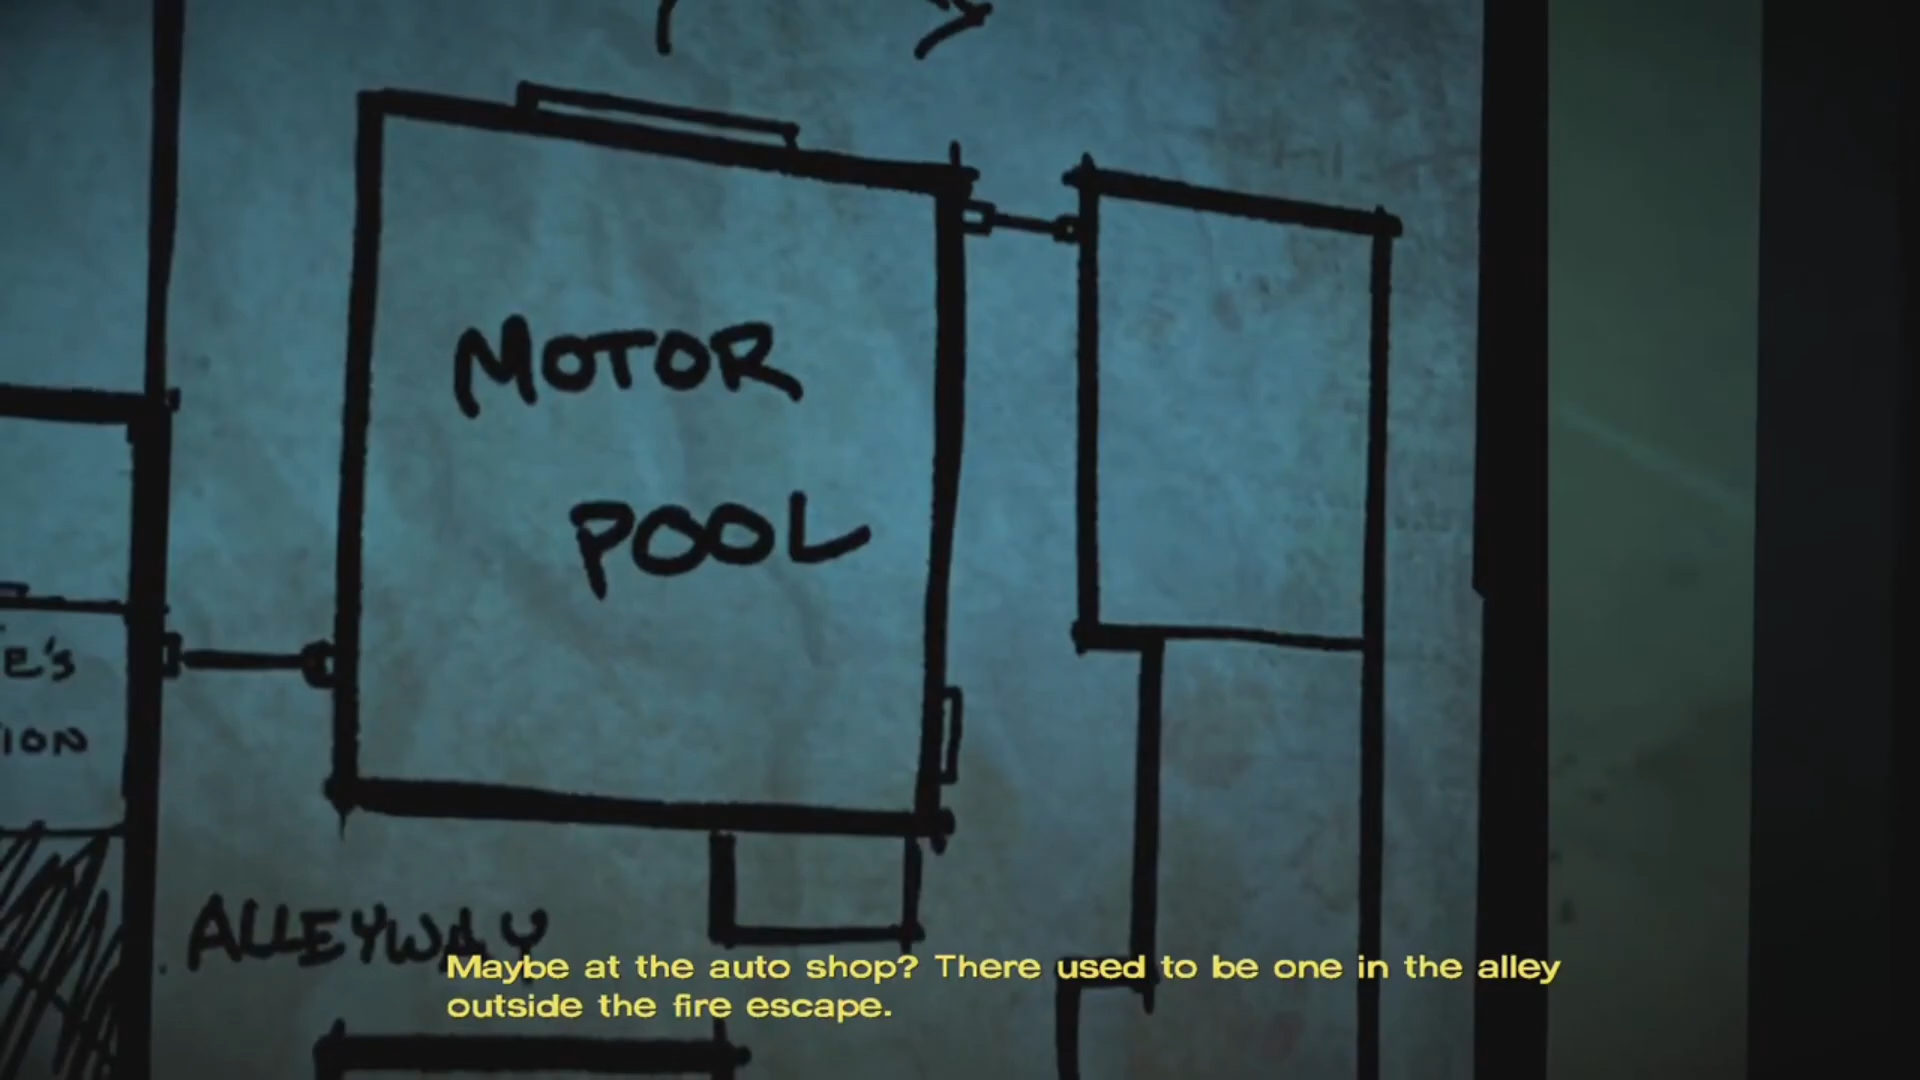 MOTOR
POOL
E's
ION
ALLEYWAY
Maybe at the auto shop? There used to be one in the alley
outside the fire escape.